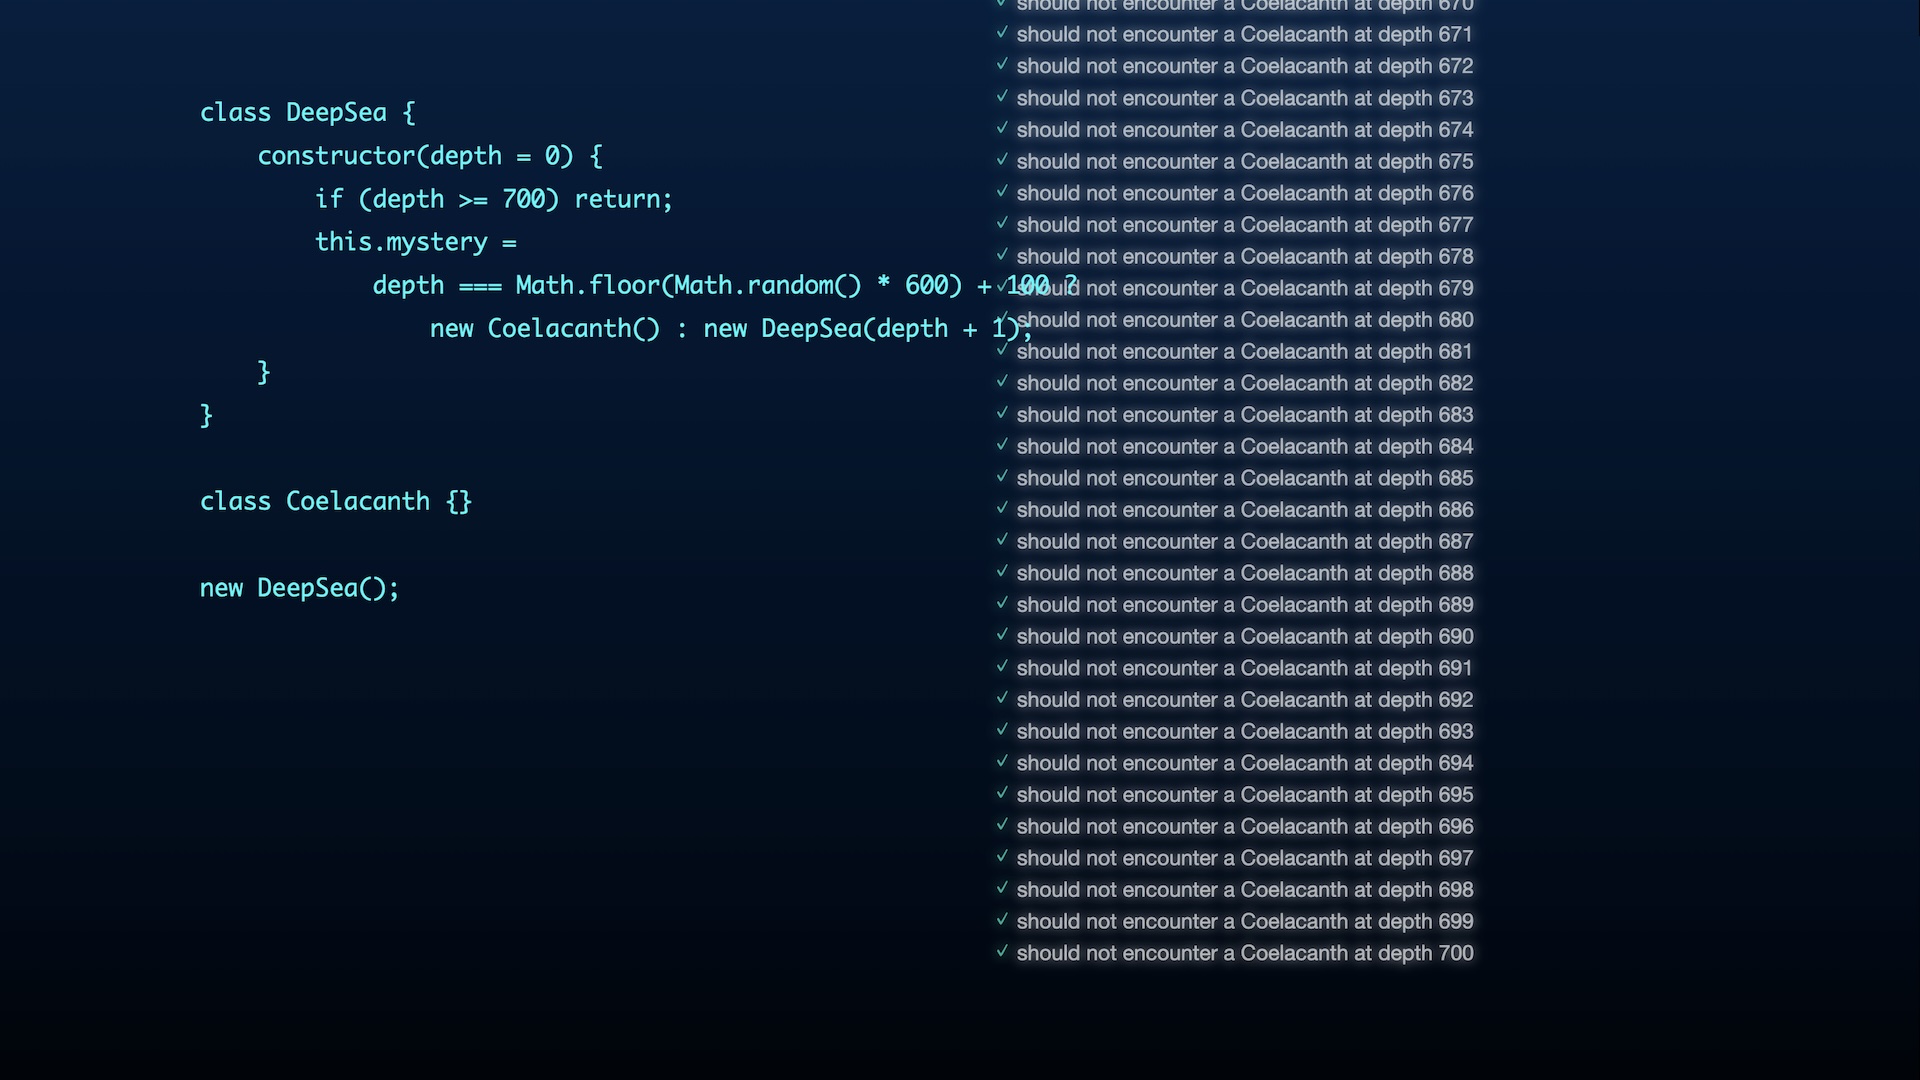 class DeepSea {
    constructor(depth = 0) {
        if (depth >= 700) return;
        this.mystery =
            depth === Math.floor(Math.random() * 600) + 100 ?
                new Coelacanth() : new DeepSea(depth + 1);
    }
}

class Coelacanth {}

new DeepSea();
✓ should not encounter a Coelacanth at depth 670
✓ should not encounter a Coelacanth at depth 671
✓ should not encounter a Coelacanth at depth 672
✓ should not encounter a Coelacanth at depth 673
✓ should not encounter a Coelacanth at depth 674
✓ should not encounter a Coelacanth at depth 675
✓ should not encounter a Coelacanth at depth 676
✓ should not encounter a Coelacanth at depth 677
✓ should not encounter a Coelacanth at depth 678
✓ should not encounter a Coelacanth at depth 679
✓ should not encounter a Coelacanth at depth 680
✓ should not encounter a Coelacanth at depth 681
✓ should not encounter a Coelacanth at depth 682
✓ should not encounter a Coelacanth at depth 683
✓ should not encounter a Coelacanth at depth 684
✓ should not encounter a Coelacanth at depth 685
✓ should not encounter a Coelacanth at depth 686
✓ should not encounter a Coelacanth at depth 687
✓ should not encounter a Coelacanth at depth 688
✓ should not encounter a Coelacanth at depth 689
✓ should not encounter a Coelacanth at depth 690
✓ should not encounter a Coelacanth at depth 691
✓ should not encounter a Coelacanth at depth 692
✓ should not encounter a Coelacanth at depth 693
✓ should not encounter a Coelacanth at depth 694
✓ should not encounter a Coelacanth at depth 695
✓ should not encounter a Coelacanth at depth 696
✓ should not encounter a Coelacanth at depth 697
✓ should not encounter a Coelacanth at depth 698
✓ should not encounter a Coelacanth at depth 699
✓ should not encounter a Coelacanth at depth 700